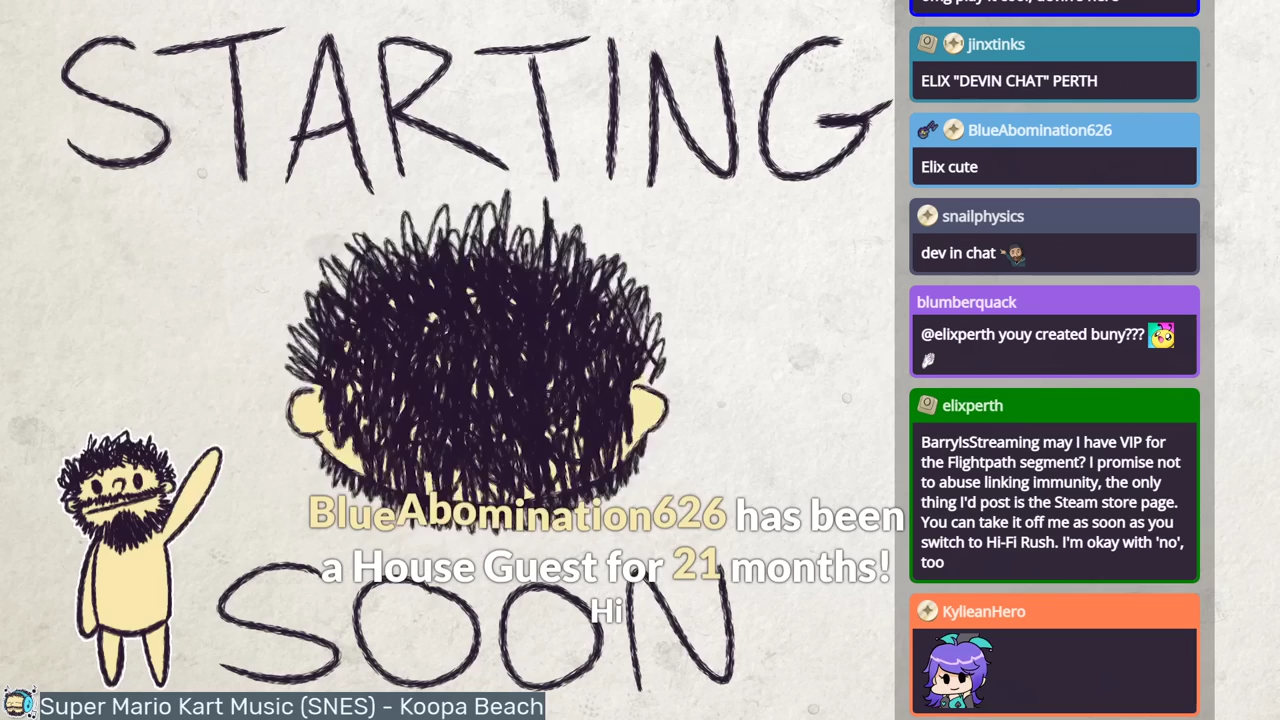 STARTING
SOON
BlueAbomination626 has been
a House Guest for 21 months!
Hi
Super Mario Kart Music (SNES) - Koopa Beach
jinxtinks
ELIX "DEVIN CHAT" PERTH
BlueAbomination626
Elix cute
snailphysics
dev in chat
blumberquack
@elixperth youy created buny???
elixperth
BarryIsStreaming may I have VIP for
the Flightpath segment? I promise not
to abuse linking immunity, the only
thing I'd post is the Steam store page.
You can take it off me as soon as you
switch to Hi-Fi Rush. I'm okay with 'no',
too
KylieanHero